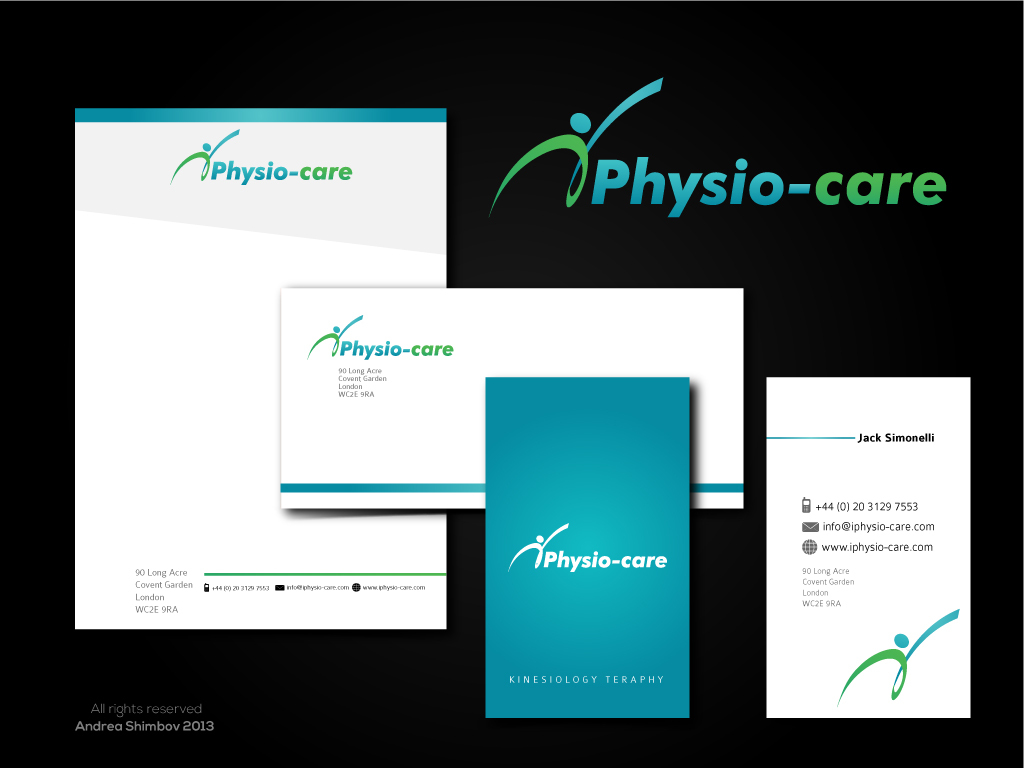 Physio-care
Physio-care
Physio-care
90 Long Acre
Covent Garden
London
WC2E 9RA
Physio-care
KINESIOLOGY TERAPHY
Jack Simonelli
+44 (0) 20 3129 7553
info@iphysio-care.com
www.iphysio-care.com
90 Long Acre
Covent Garden
London
WC2E 9RA
90 Long Acre
Covent Garden
London
WC2E 9RA
+44 (0) 20 3129 7553 info@iphysio-care.com www.iphysio-care.com
All rights reserved
Andrea Shimbov 2013